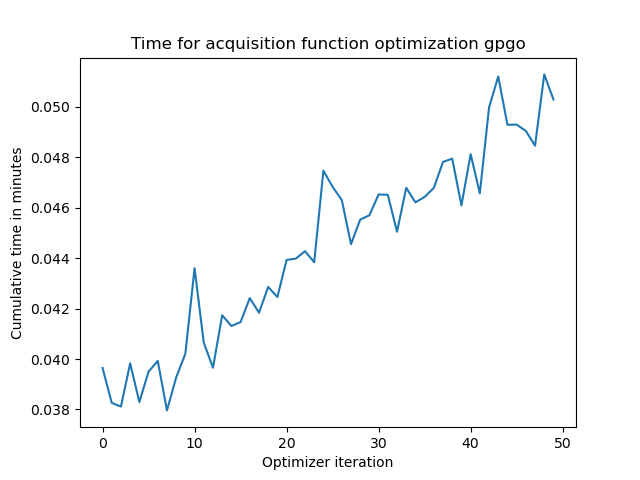 Time for acquisition function optimization gpgo
Cumulative time in minutes
0.050
0.048
0.046
0.044
0.042
0.040
0.038
0 10 20 30 40 50
Optimizer iteration